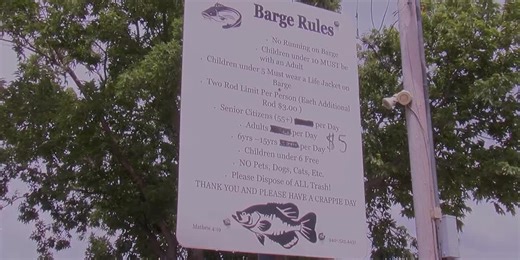 Barge Rules
. No Running on Barge
. Children under 10 MUST be
with an Adult
. Children under 5 Must wear a Life Jacket on
Barge
. Two Rod Limit Per Person (Each Additional
Rod $3.00 )
. Senior Citizens (55+) per Day
. Adults per Day
. 6yrs –15yrs per Day
$5
. Children under 6 Free
. NO Pets, Dogs, Cats, Etc.
. Please Dispose of ALL Trash!
THANK YOU AND PLEASE HAVE A CRAPPIE DAY
Mathew 4:19